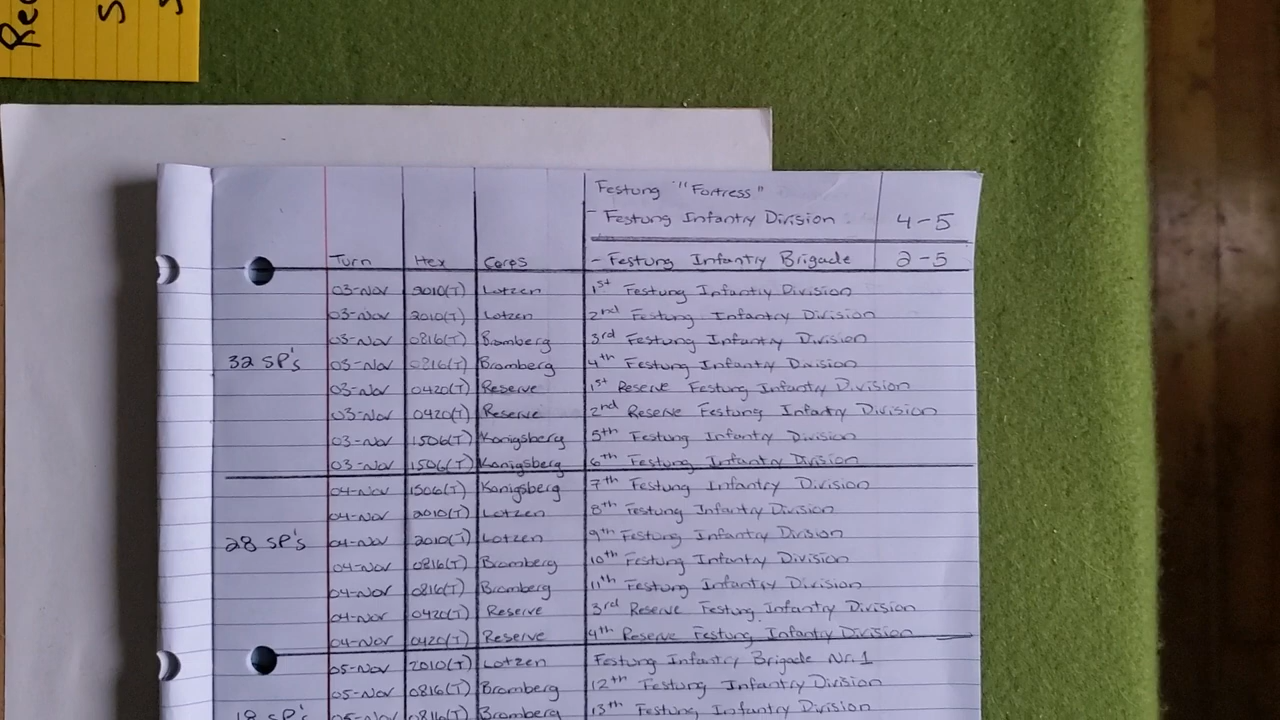 Rec
S
S
Festung "Fortress"
- Festung Infantry Division 4-5
Turn Hex Corps - Festung Infantry Brigade 2-5
03-Nov 2010(T) Lotzen 1st Festung Infantry Division
03-Nov 2010(T) Lotzen 2nd Festung Infantry Division
03-Nov 0816(T) Bromberg 3rd Festung Infantry Division
32 SP's 03-Nov 0816(T) Bromberg 4th Festung Infantry Division
03-Nov 0420(T) Reserve 1st Reserve Festung Infantry Division
03-Nov 0420(T) Reserve 2nd Reserve Festung Infantry Division
03-Nov 1506(T) Konigsberg 5th Festung Infantry Division
03-Nov 1506(T) Konigsberg 6th Festung Infantry Division
04-Nov 1506(T) Konigsberg 7th Festung Infantry Division
04-Nov 2010(T) Lotzen 8th Festung Infantry Division
28 SP's 04-Nov 2010(T) Lotzen 9th Festung Infantry Division
04-Nov 0816(T) Bromberg 10th Festung Infantry Division
04-Nov 0816(T) Bromberg 11th Festung Infantry Division
04-Nov 0420(T) Reserve 3rd Reserve Festung Infantry Division
04-Nov 0420(T) Reserve 4th Reserve Festung Infantry Division
05-Nov 2010(T) Lotzen Festung Infantry Brigade Nr.1
05-Nov 0816(T) Bromberg 12th Festung Infantry Division
18 SP's 05-Nov 0816(T) Bromberg 13th Festung Infantry Division